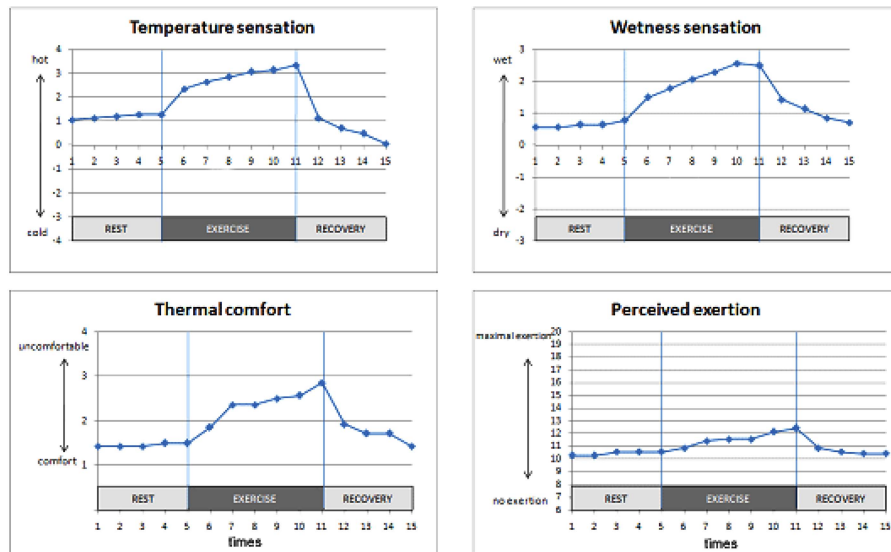 Temperature sensation
hot
4
3
2
1
0
-1
-2
-3
-4
cold
1 2 3 4 5 6 7 8 9 10 11 12 13 14 15
REST EXERCISE RECOVERY
Wetness sensation
wet
3
2
1
0
-1
-2
-3
dry
1 2 3 4 5 6 7 8 9 10 11 12 13 14 15
REST EXERCISE RECOVERY
Thermal comfort
4
uncomfortable
3
2
comfort
1
REST EXERCISE RECOVERY
1 2 3 4 5 6 7 8 9 10 11 12 13 14 15
times
Perceived exertion
maximal exertion
20
19
18
17
16
15
14
13
12
11
10
9
8
7
6
no exertion
REST EXERCISE RECOVERY
1 2 3 4 5 6 7 8 9 10 11 12 13 14 15
times